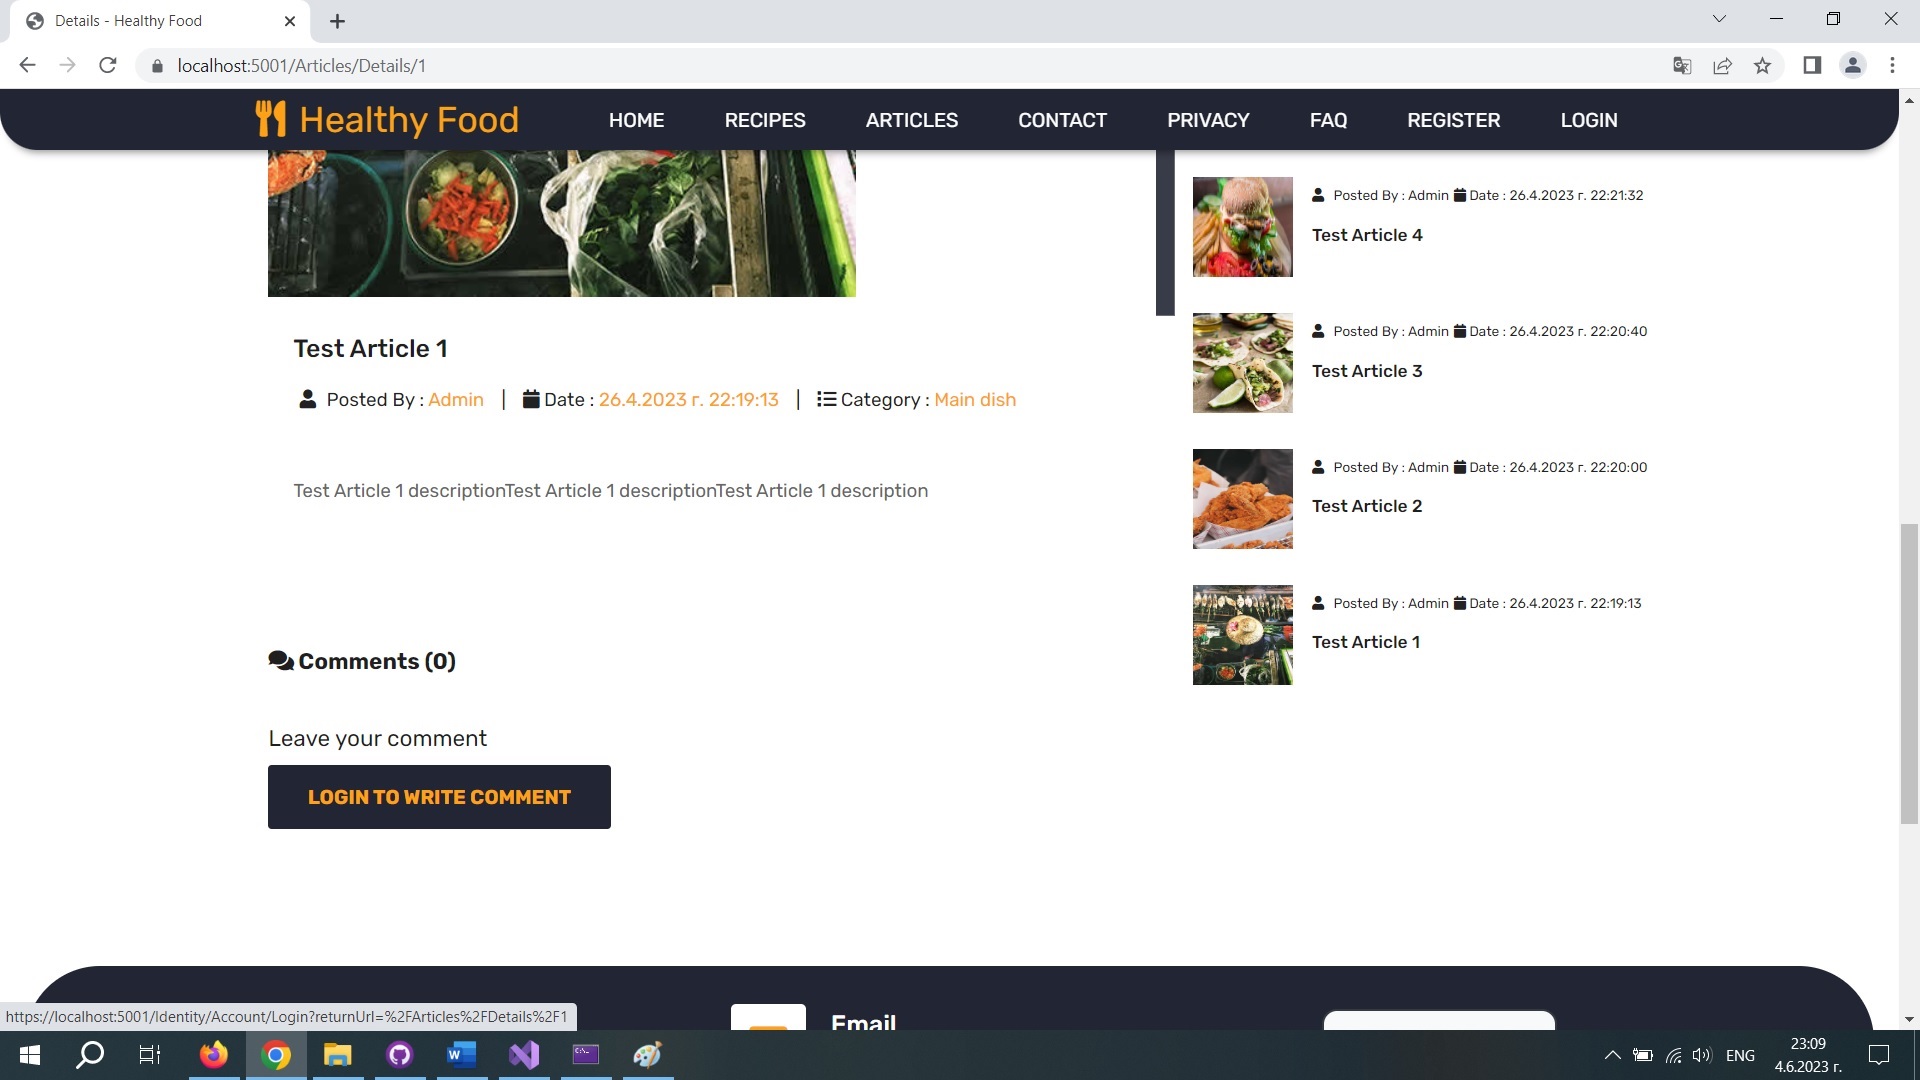 Details - Healthy Food
localhost:5001/Articles/Details/1
Healthy Food HOME RECIPES ARTICLES CONTACT PRIVACY FAQ REGISTER LOGIN
Posted By : Admin Date : 26.4.2023 г. 22:21:32
Test Article 4
Posted By : Admin Date : 26.4.2023 г. 22:20:40
Test Article 3
Posted By : Admin Date : 26.4.2023 г. 22:20:00
Test Article 2
Posted By : Admin Date : 26.4.2023 г. 22:19:13
Test Article 1
Test Article 1
Posted By : Admin | Date : 26.4.2023 г. 22:19:13 | Category : Main dish
Test Article 1 descriptionTest Article 1 descriptionTest Article 1 description
Comments (0)
Leave your comment
LOGIN TO WRITE COMMENT
Email
https://localhost:5001/Identity/Account/Login?returnUrl=%2FArticles%2FDetails%2F1
ENG
23:09
4.6.2023 г.